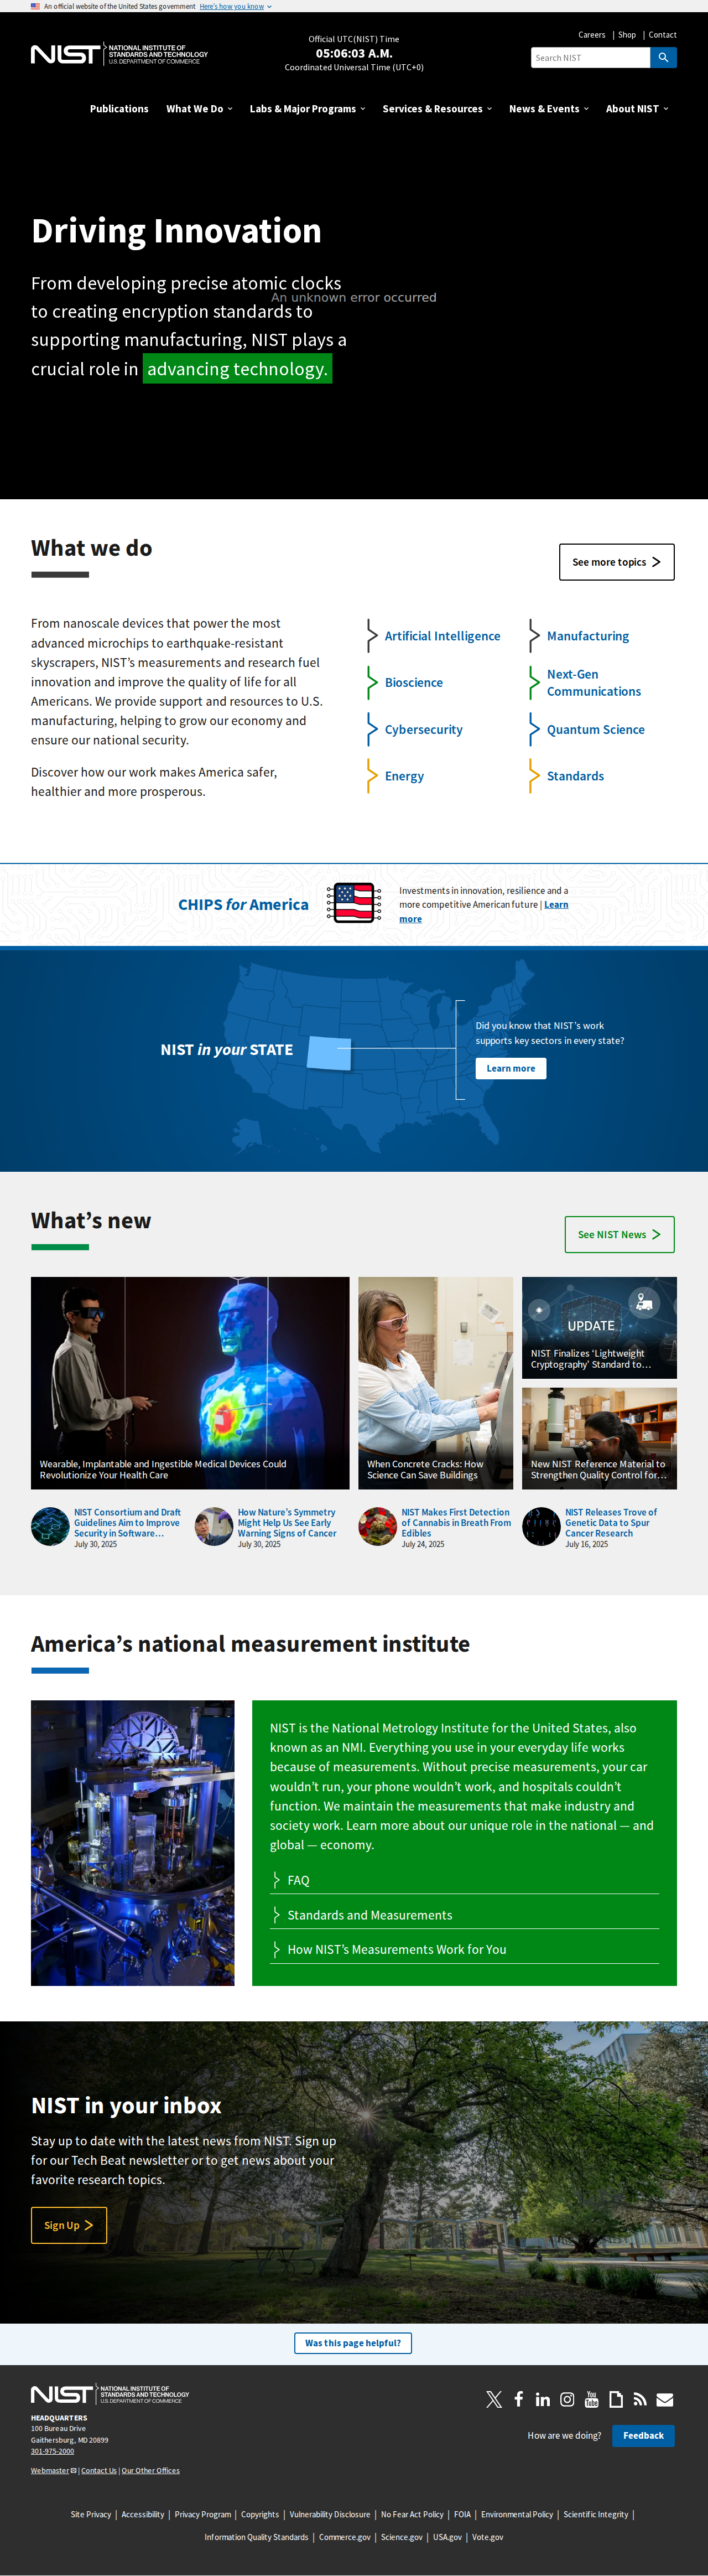 An official website of the United States government Here's how you know
NIST NATIONAL INSTITUTE OF
STANDARDS AND TECHNOLOGY
U.S. DEPARTMENT OF COMMERCE
Official UTC(NIST) Time
05:06:03 A.M.
Coordinated Universal Time (UTC+0)
Careers | Shop | Contact
Search NIST
Publications What We Do Labs & Major Programs Services & Resources News & Events About NIST
Driving Innovation
From developing precise atomic clocks
to creating encryption standards to
supporting manufacturing, NIST plays a
crucial role in advancing technology.
An unknown error occurred
What we do
See more topics
From nanoscale devices that power the most
advanced microchips to earthquake-resistant
skyscrapers, NIST’s measurements and research fuel
innovation and improve the quality of life for all
Americans. We provide support and resources to U.S.
manufacturing, helping to grow our economy and
ensure our national security.
Discover how our work makes America safer,
healthier and more prosperous.
Artificial Intelligence
Bioscience
Cybersecurity
Energy
Manufacturing
Next-Gen
Communications
Quantum Science
Standards
CHIPS for America
Investments in innovation, resilience and a
more competitive American future | Learn
more
NIST in your STATE
Did you know that NIST’s work
supports key sectors in every state?
Learn more
What’s new
See NIST News
Wearable, Implantable and Ingestible Medical Devices Could
Revolutionize Your Health Care
When Concrete Cracks: How
Science Can Save Buildings
UPDATE
NIST Finalizes ‘Lightweight
Cryptography’ Standard to…
New NIST Reference Material to
Strengthen Quality Control for…
NIST Consortium and Draft
Guidelines Aim to Improve
Security in Software…
July 30, 2025
How Nature’s Symmetry
Might Help Us See Early
Warning Signs of Cancer
July 30, 2025
NIST Makes First Detection
of Cannabis in Breath From
Edibles
July 24, 2025
NIST Releases Trove of
Genetic Data to Spur
Cancer Research
July 16, 2025
America’s national measurement institute
NIST is the National Metrology Institute for the United States, also
known as an NMI. Everything you use in your everyday life works
because of measurements. Without precise measurements, your car
wouldn’t run, your phone wouldn’t work, and hospitals couldn’t
function. We maintain the measurements that make industry and
society work. Learn more about our unique role in the national — and
global — economy.
FAQ
Standards and Measurements
How NIST’s Measurements Work for You
NIST in your inbox
Stay up to date with the latest news from NIST. Sign up
for our Tech Beat newsletter or to get news about your
favorite research topics.
Sign Up
Was this page helpful?
NIST NATIONAL INSTITUTE OF
STANDARDS AND TECHNOLOGY
U.S. DEPARTMENT OF COMMERCE
HEADQUARTERS
100 Bureau Drive
Gaithersburg, MD 20899
301-975-2000
Webmaster | Contact Us | Our Other Offices
You Tube
How are we doing? Feedback
Site Privacy | Accessibility | Privacy Program | Copyrights | Vulnerability Disclosure | No Fear Act Policy | FOIA | Environmental Policy | Scientific Integrity |
Information Quality Standards | Commerce.gov | Science.gov | USA.gov | Vote.gov